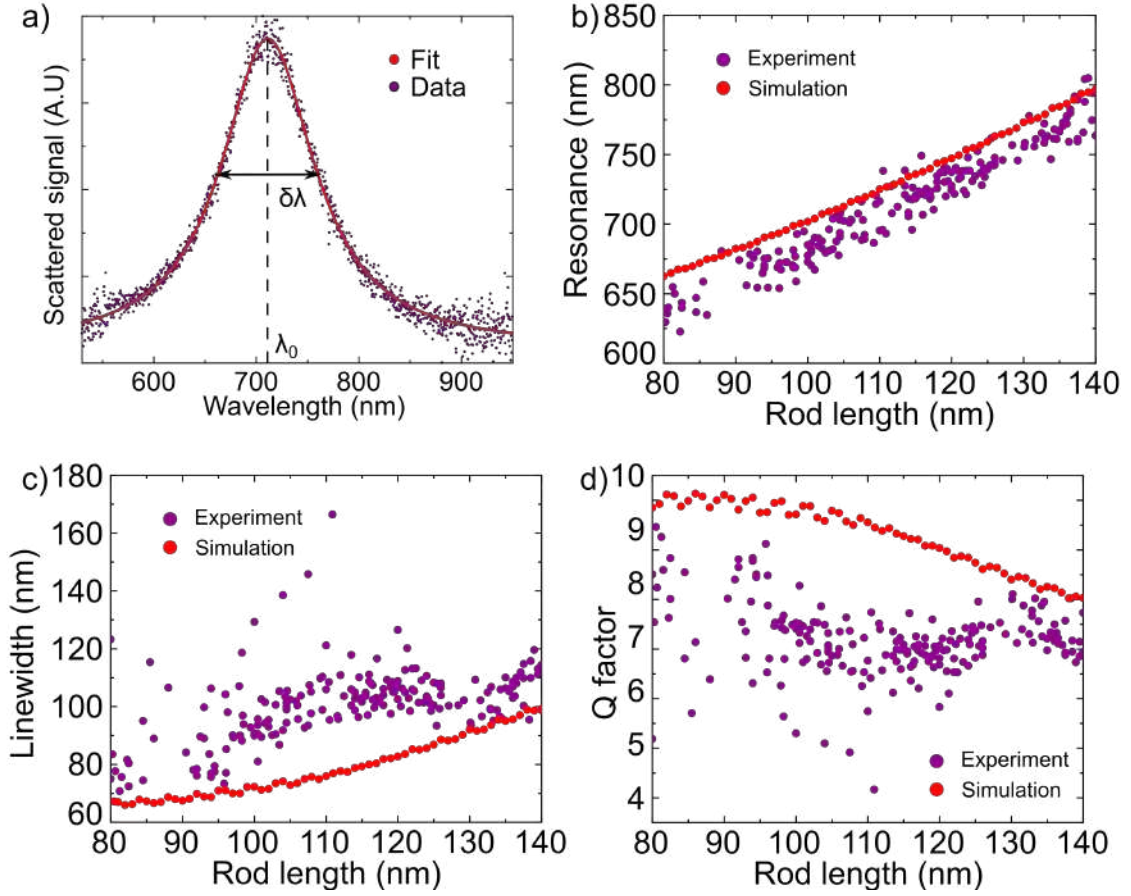 a)
Scattered signal (A.U)
Fit
Data
δλ
λ0
600 700 800 900
Wavelength (nm)
b)
Resonance (nm)
850
800
750
700
650
600
Experiment
Simulation
80 90 100 110 120 130 140
Rod length (nm)
c)
Linewidth (nm)
180
160
140
120
100
80
60
Experiment
Simulation
80 90 100 110 120 130 140
Rod length (nm)
d)
Q factor
10
9
8
7
6
5
4
Experiment
Simulation
80 90 100 110 120 130 140
Rod length (nm)